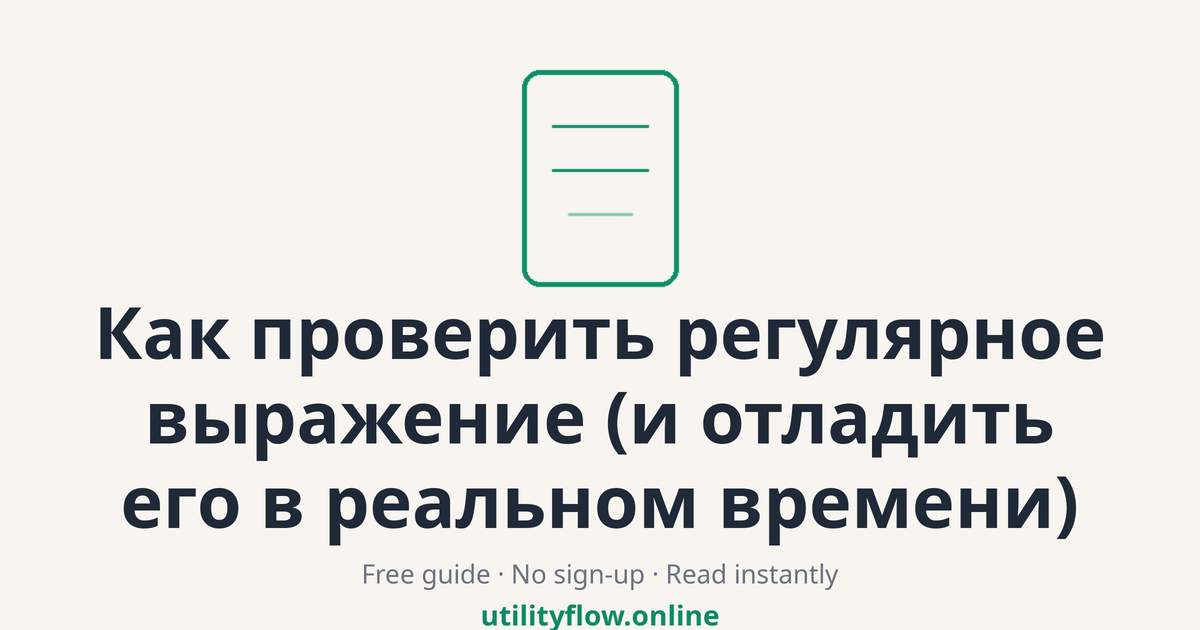 Как проверить регулярное
выражение (и отладить
его в реальном времени)
Free guide · No sign-up · Read instantly
utilityflow.online